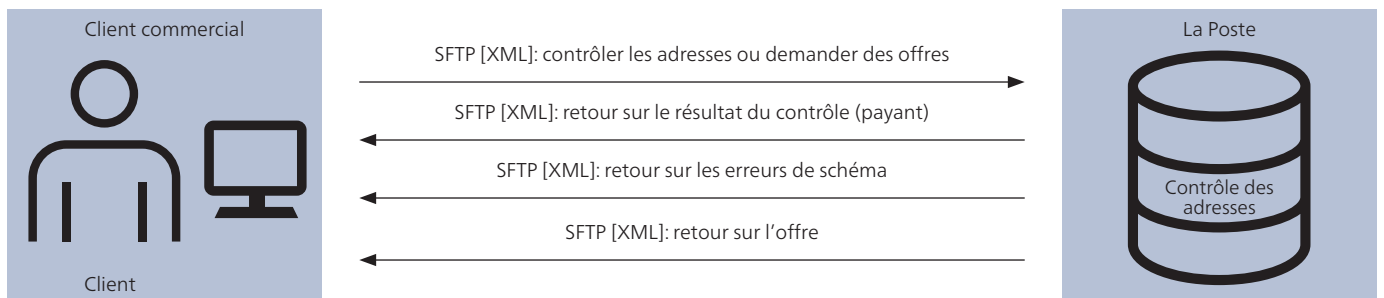 Client commercial
La Poste
SFTP [XML]: contrôler les adresses ou demander des offres
SFTP [XML]: retour sur le résultat du contrôle (payant)
SFTP [XML]: retour sur les erreurs de schéma
Contrôle des
adresses
SFTP [XML]: retour sur l’offre
Client